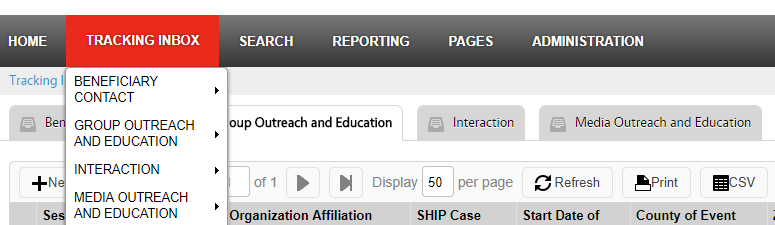 HOME TRACKING INBOX SEARCH REPORTING PAGES ADMINISTRATION
Tracking I
BENEFICIARY
CONTACT
GROUP OUTREACH
AND EDUCATION
INTERACTION
MEDIA OUTREACH
AND EDUCATION
Ben oup Outreach and Education Interaction Media Outreach and Education
Ne 1 of 1 Display 50 per page Refresh Print CSV
Ses Organization Affiliation SHIP Case Start Date of County of Event